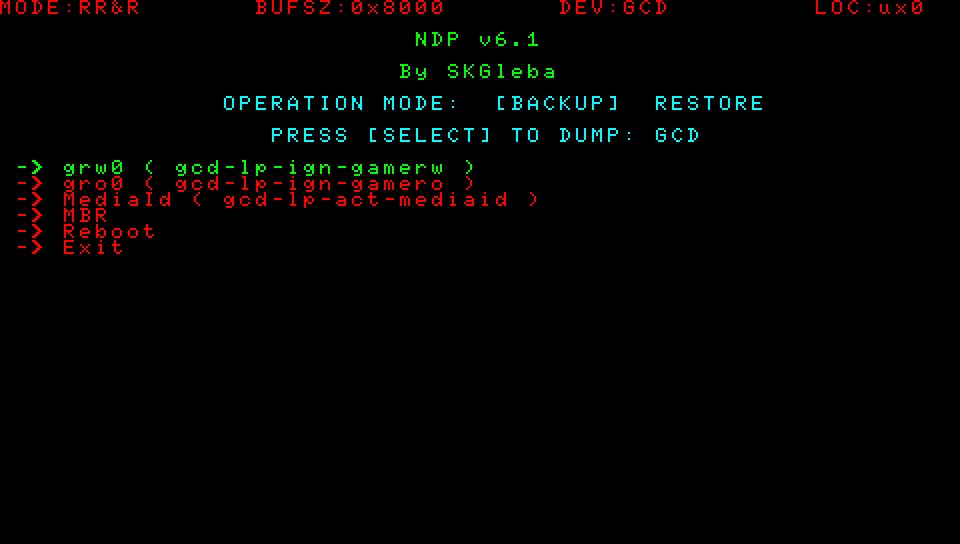 MODE:RR&R BUFSZ:0x8000 DEV:GCD LOC:ux0
NDP v6.1
By SKGleba
OPERATION MODE: [BACKUP] RESTORE
PRESS [SELECT] TO DUMP: GCD
-> grw0 ( gcd-lp-ign-gamerw )
-> gro0 ( gcd-lp-ign-gamero )
-> MediaId ( gcd-lp-act-mediaid )
-> MBR
-> Reboot
-> Exit